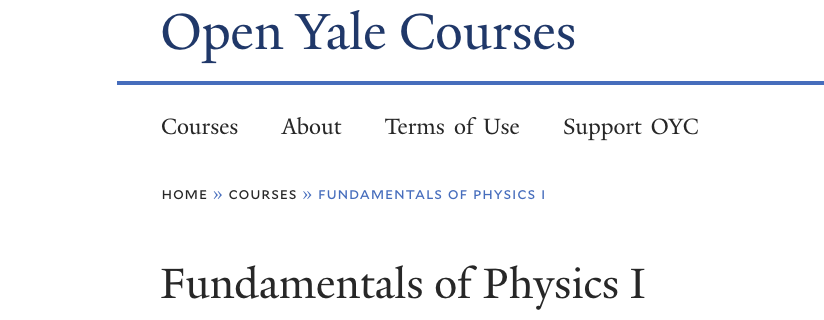 Open Yale Courses
Courses About Terms of Use Support OYC
HOME » COURSES » FUNDAMENTALS OF PHYSICS I
Fundamentals of Physics I